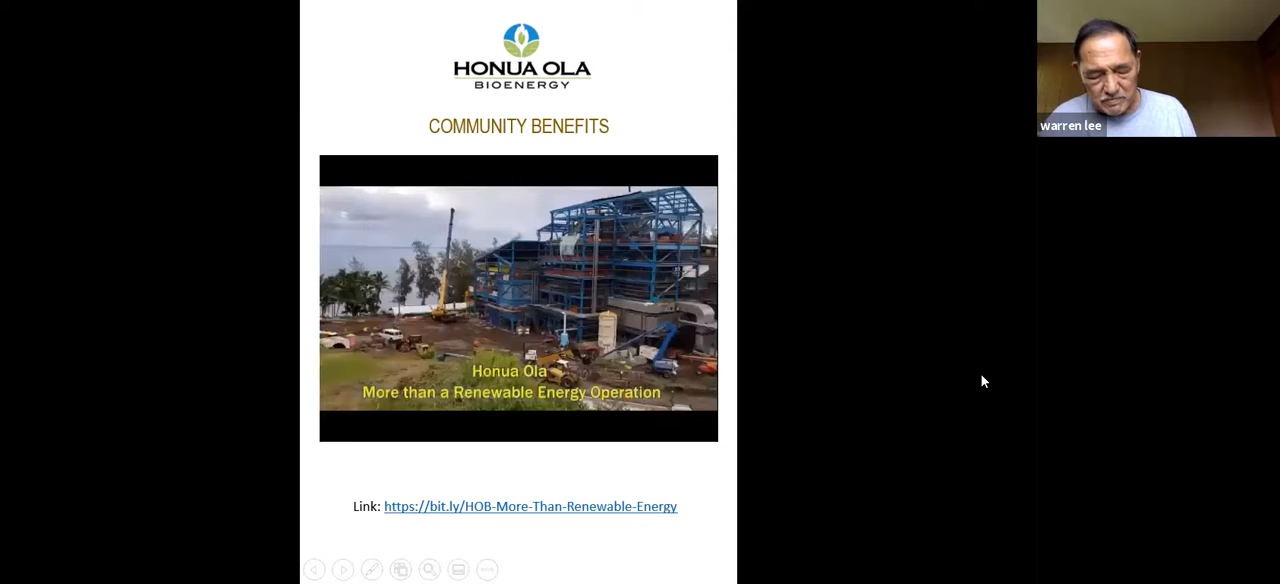 HONUA OLA
BIOENERGY
COMMUNITY BENEFITS
Honua Ola
More than a Renewable Energy Operation
Link: https://bit.ly/HOB-More-Than-Renewable-Energy
warren lee